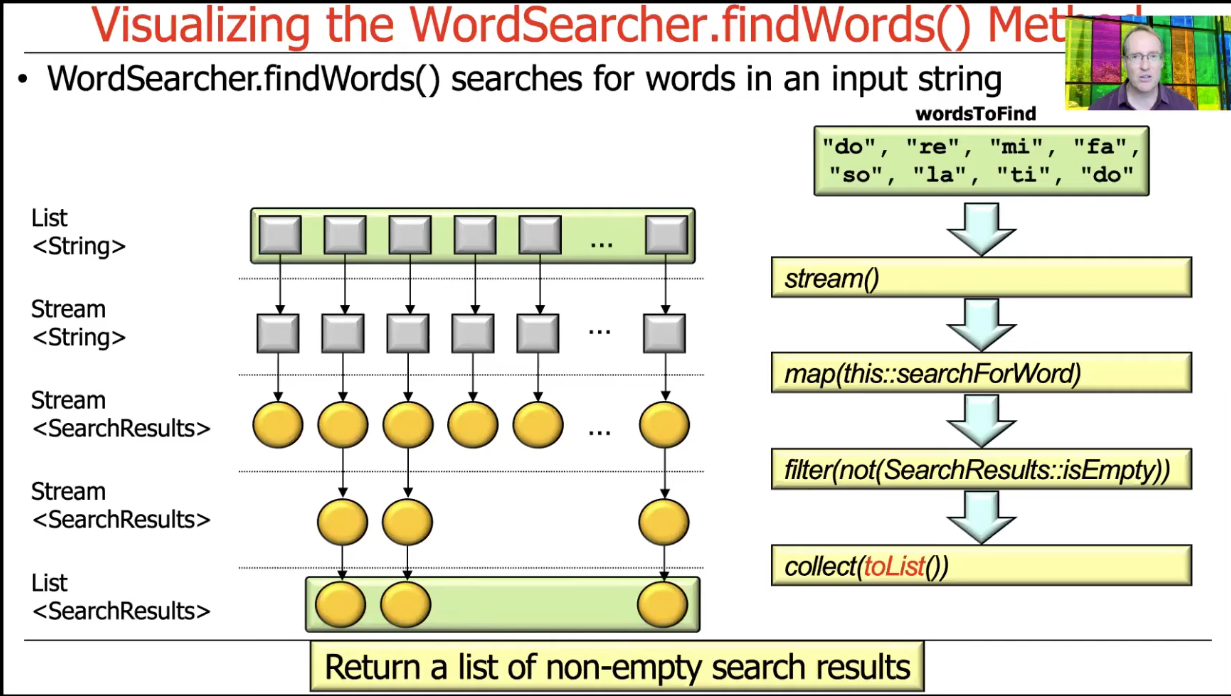 Visualizing the WordSearcher.findWords() Met
• WordSearcher.findWords() searches for words in an input string
wordsToFind
"do", "re", "mi", "fa",
"so", "la", "ti", "do"
List
<String>
...
stream()
Stream
<String>
...
map(this::searchForWord)
Stream
<SearchResults>
...
filter(not(SearchResults::isEmpty))
Stream
<SearchResults>
collect(toList())
List
<SearchResults>
Return a list of non-empty search results